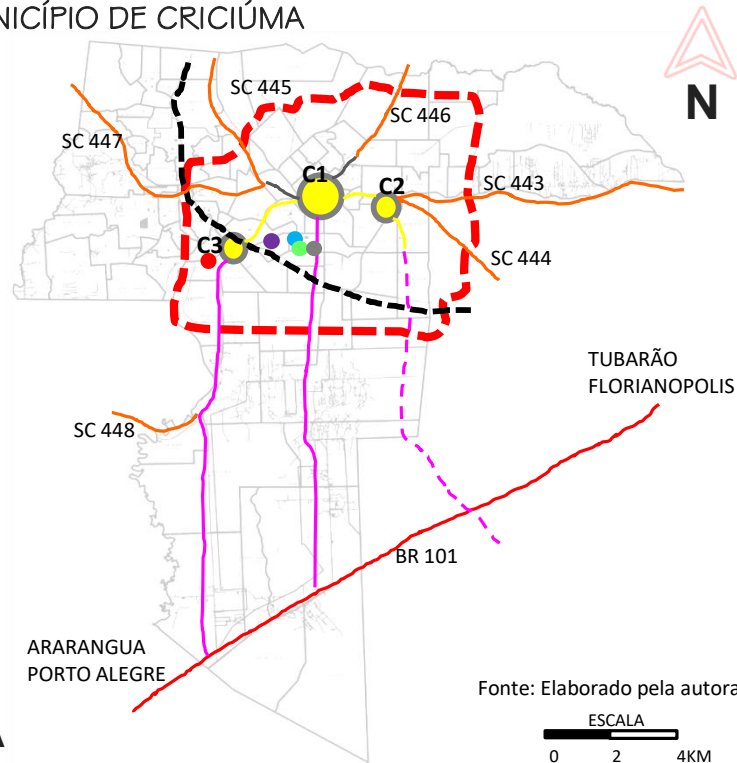 NICÍPIO DE CRICIÚMA
N
SC 445
SC 446
SC 447
C1
C2
SC 443
C3
SC 444
TUBARÃO
FLORIANOPOLIS
SC 448
BR 101
ARARANGUA
PORTO ALEGRE
Fonte: Elaborado pela autora
ESCALA
0 2 4KM